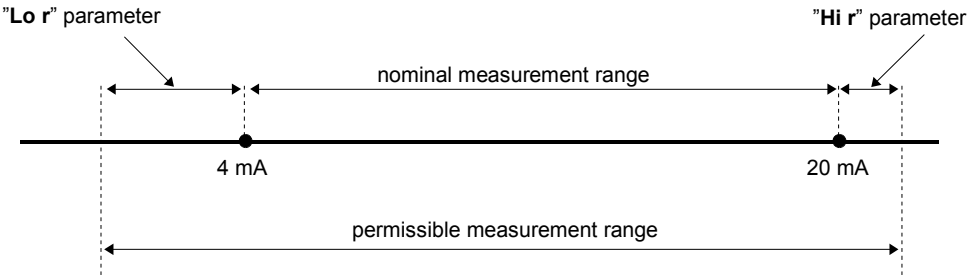 "Lo r" parameter
"Hi r" parameter
nominal measurement range
4 mA
20 mA
permissible measurement range